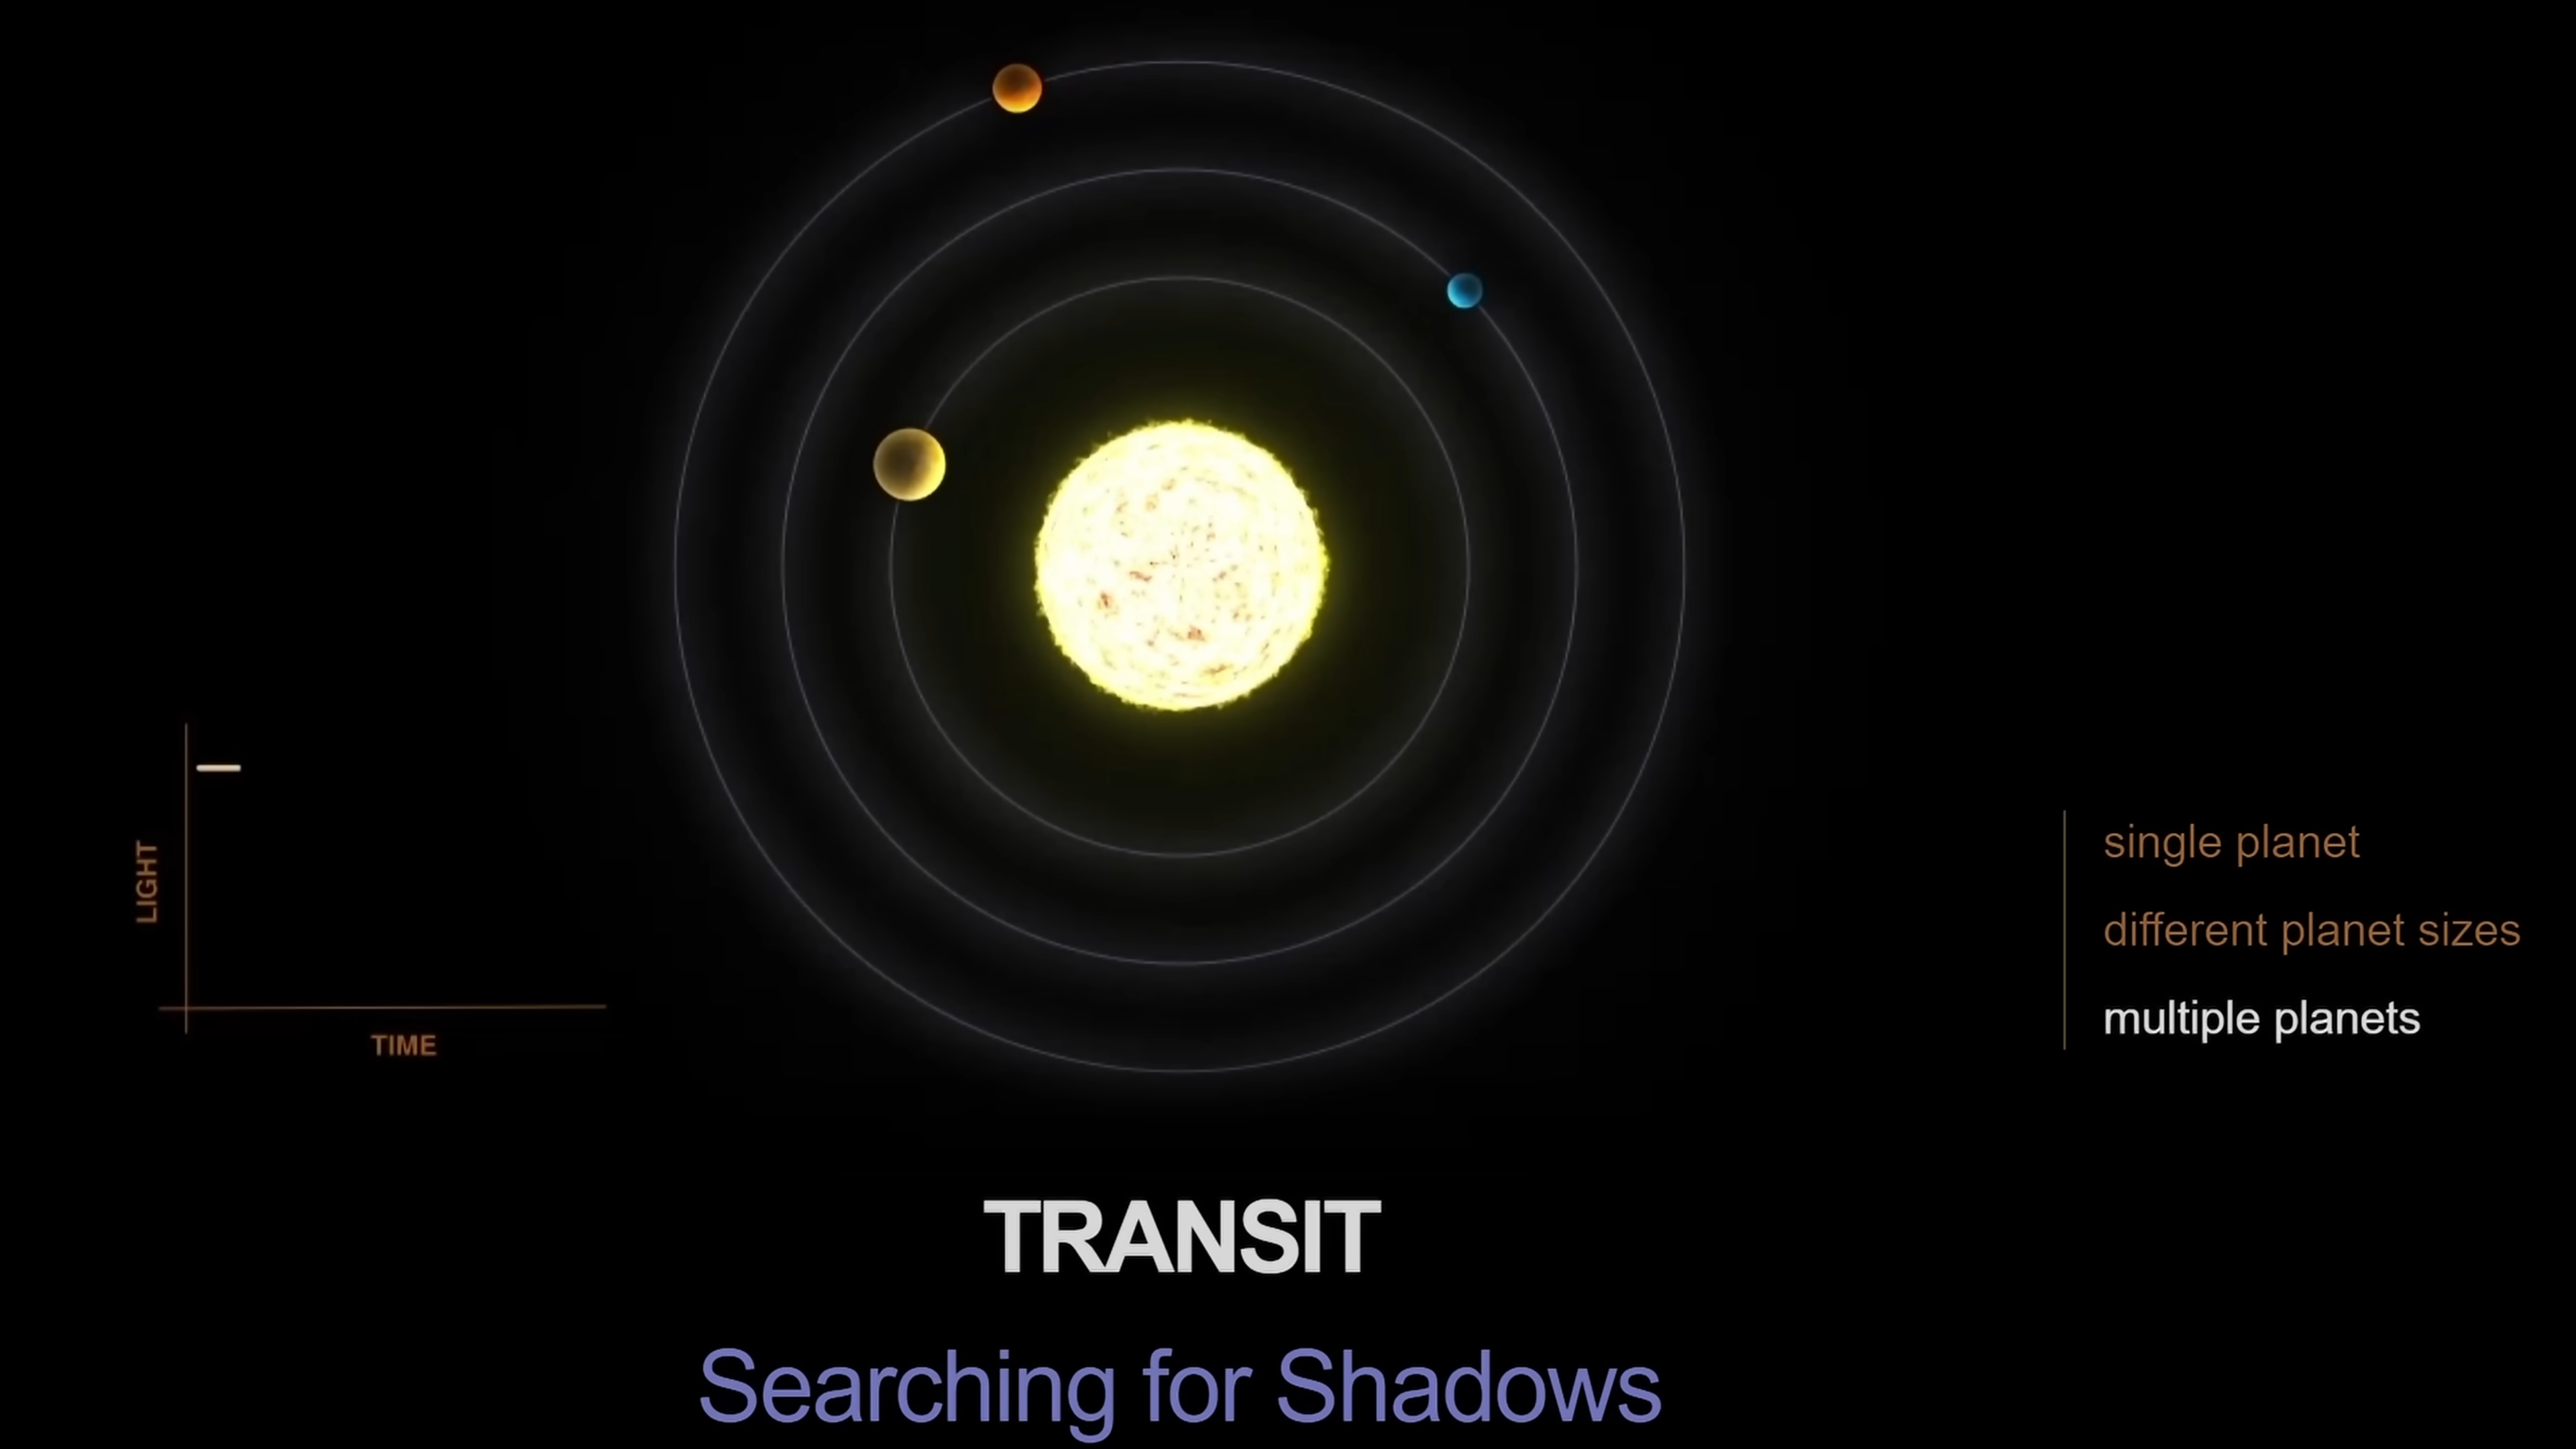 LIGHT
TIME
single planet
different planet sizes
multiple planets
TRANSIT
Searching for Shadows